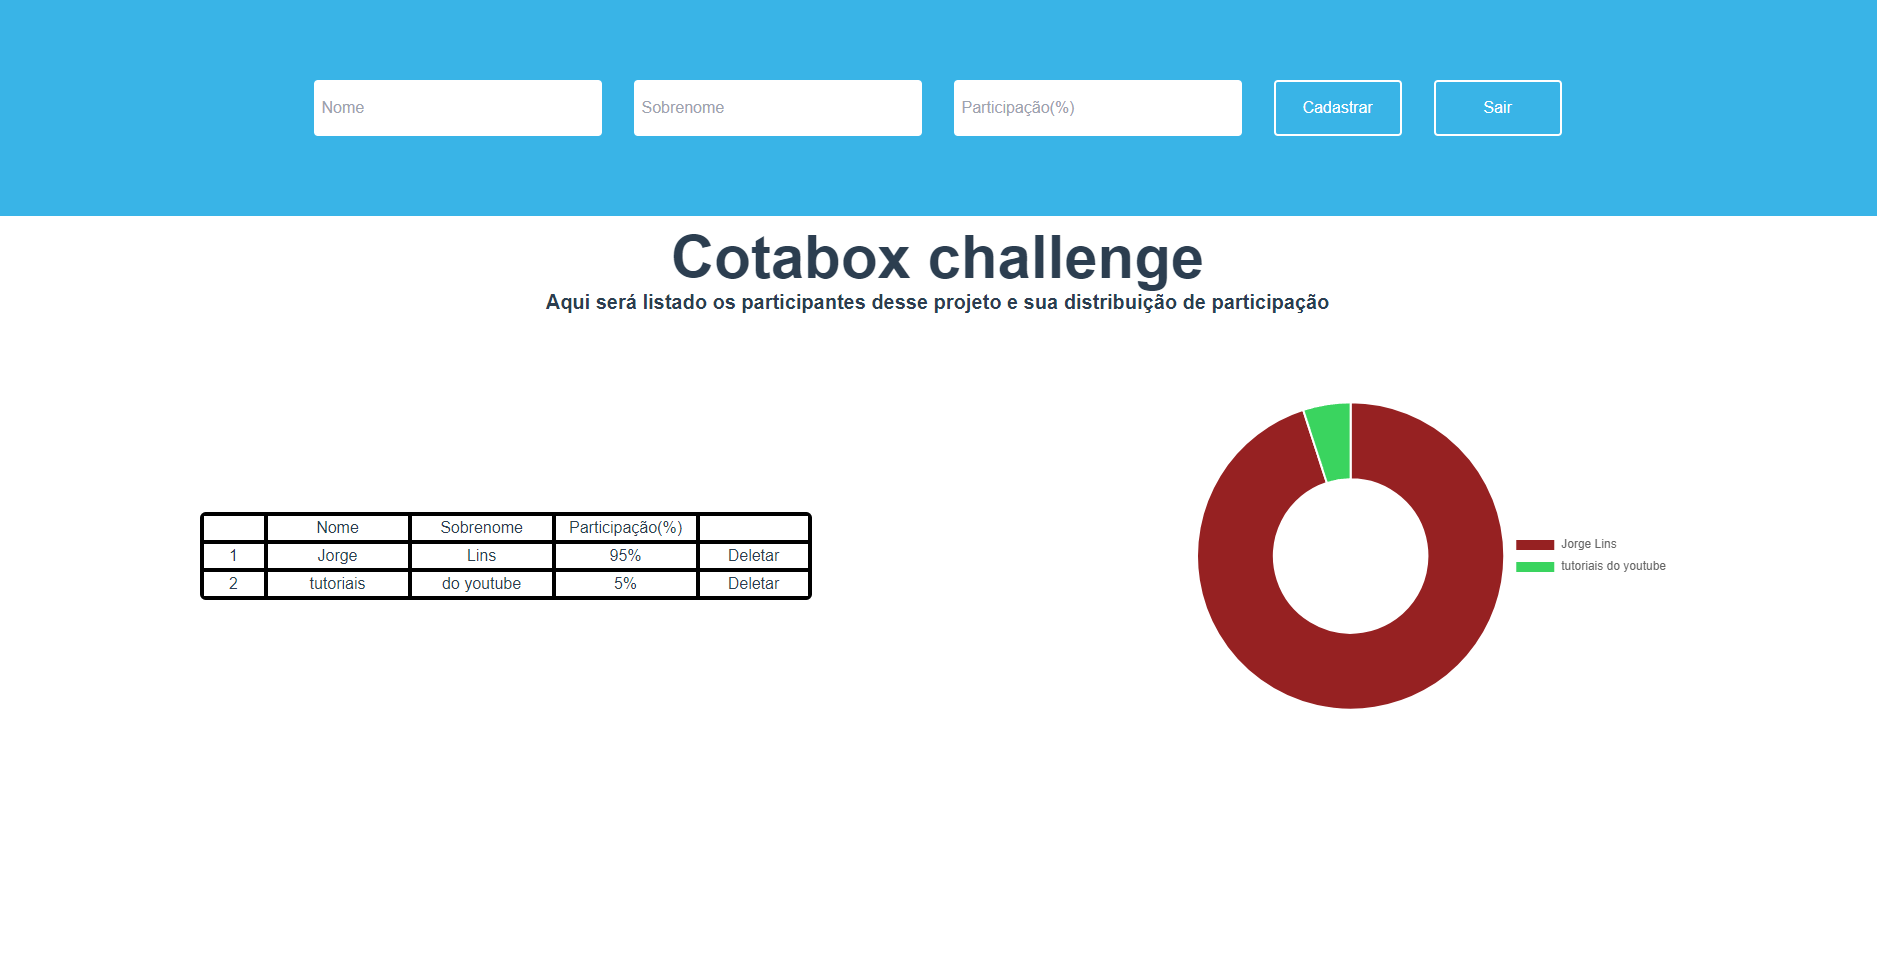 Nome Sobrenome Participação(%) Cadastrar Sair
Cotabox challenge
Aqui será listado os participantes desse projeto e sua distribuição de participação
Nome Sobrenome Participação(%)
1 Jorge Lins 95% Deletar
2 tutoriais do youtube 5% Deletar
Jorge Lins
tutoriais do youtube